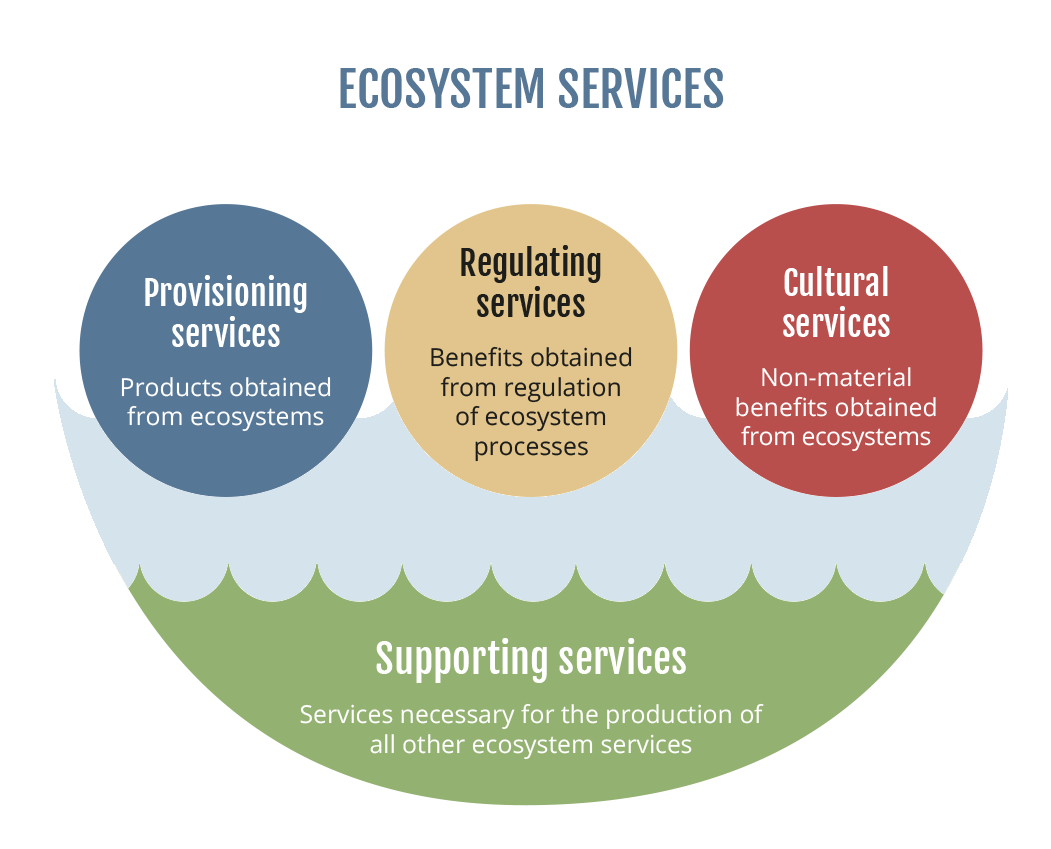 ECOSYSTEM SERVICES
Provisioning
services
Products obtained
from ecosystems
Regulating
services
Benefits obtained
from regulation
of ecosystem
processes
Cultural
services
Non-material
benefits obtained
from ecosystems
Supporting services
Services necessary for the production of
all other ecosystem services